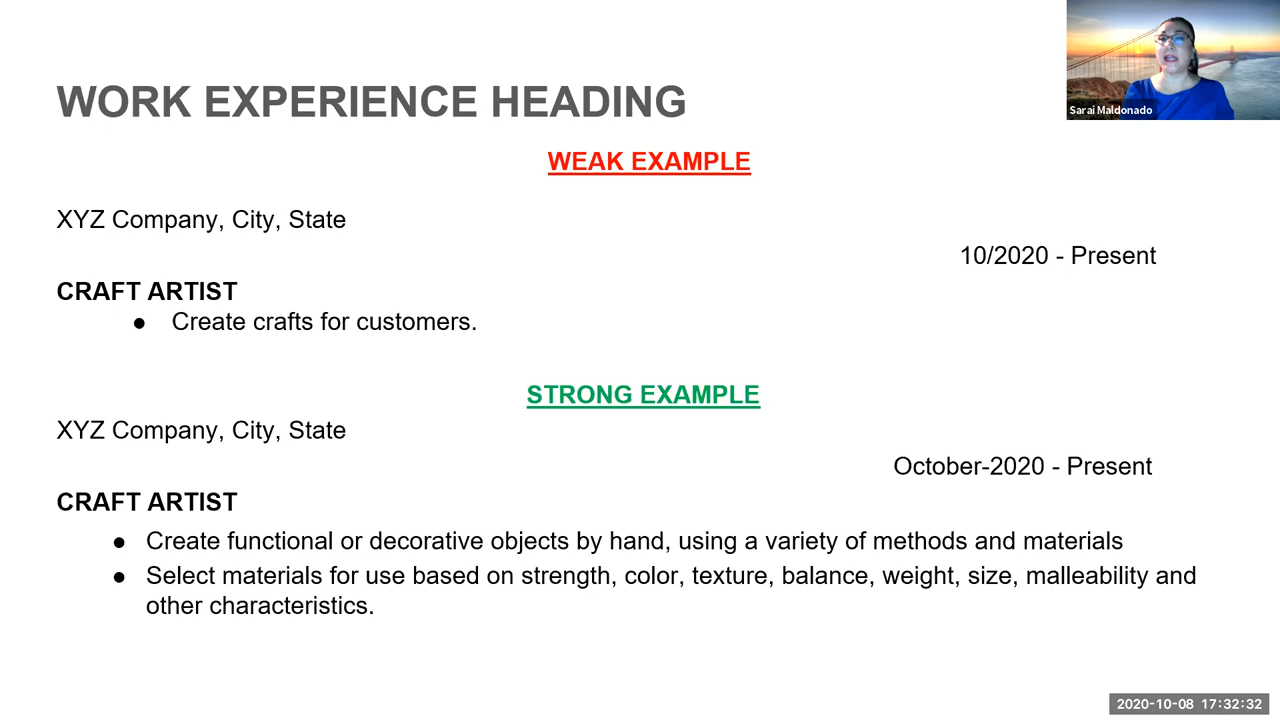 Sarai Maldonado
WORK EXPERIENCE HEADING
WEAK EXAMPLE
XYZ Company, City, State
10/2020 - Present
CRAFT ARTIST
● Create crafts for customers.
STRONG EXAMPLE
XYZ Company, City, State
October-2020 - Present
CRAFT ARTIST
● Create functional or decorative objects by hand, using a variety of methods and materials
● Select materials for use based on strength, color, texture, balance, weight, size, malleability and
other characteristics.
2020-10-08 17:32:32